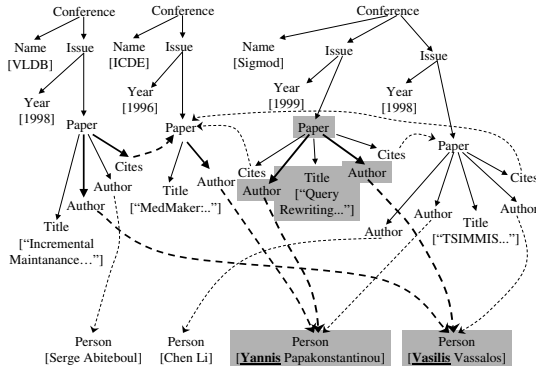 Conference
Conference
Conference
Name
[VLDB]
Issue
Name
[ICDE]
Issue
Name
[Sigmod]
Issue
Issue
Year
[1998]
Year
[1996]
Year
[1999]
Year
[1998]
Paper
Paper
Paper
Paper
Cites
Author
Author
Title
[“Incremental
Maintanance…”]
Title
[“MedMaker:..”]
Author
Cites
Author
Title
[“Query
Rewriting...”]
Author
Cites
Author
Author
Title
[“TSIMMIS...”]
Author
Cites
Person
[Serge Abiteboul]
Person
[Chen Li]
Person
[Yannis Papakonstantinou]
Person
[Vasilis Vassalos]